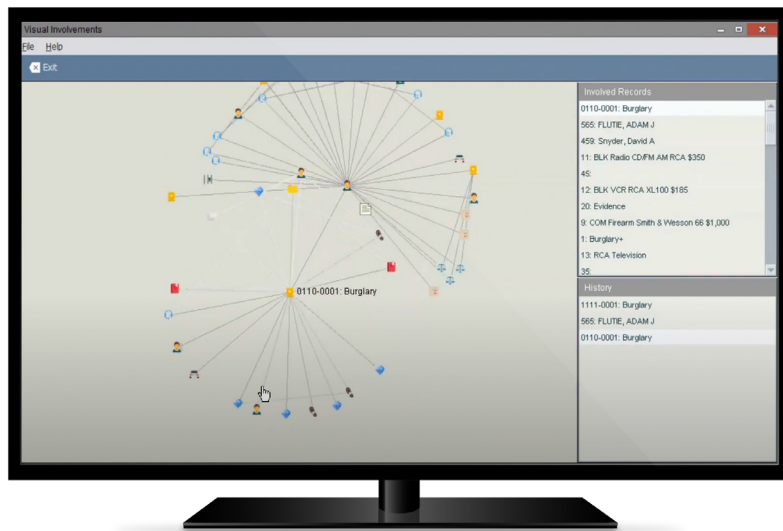 Visual Involvements
File Help
Exit
0110-0001: Burglary
Involved Records
0110-0001: Burglary
565: FLUTIE, ADAM J
459: Snyder, David A
11: BLK Radio CD/FM AM RCA $350
45:
12: BLK VCR RCA XL100 $185
20: Evidence
9: COM Firearm Smith & Wesson 66 $1,000
1: Burglary+
13: RCA Television
35:
History
1111-0001: Burglary
565: FLUTIE, ADAM J
0110-0001: Burglary